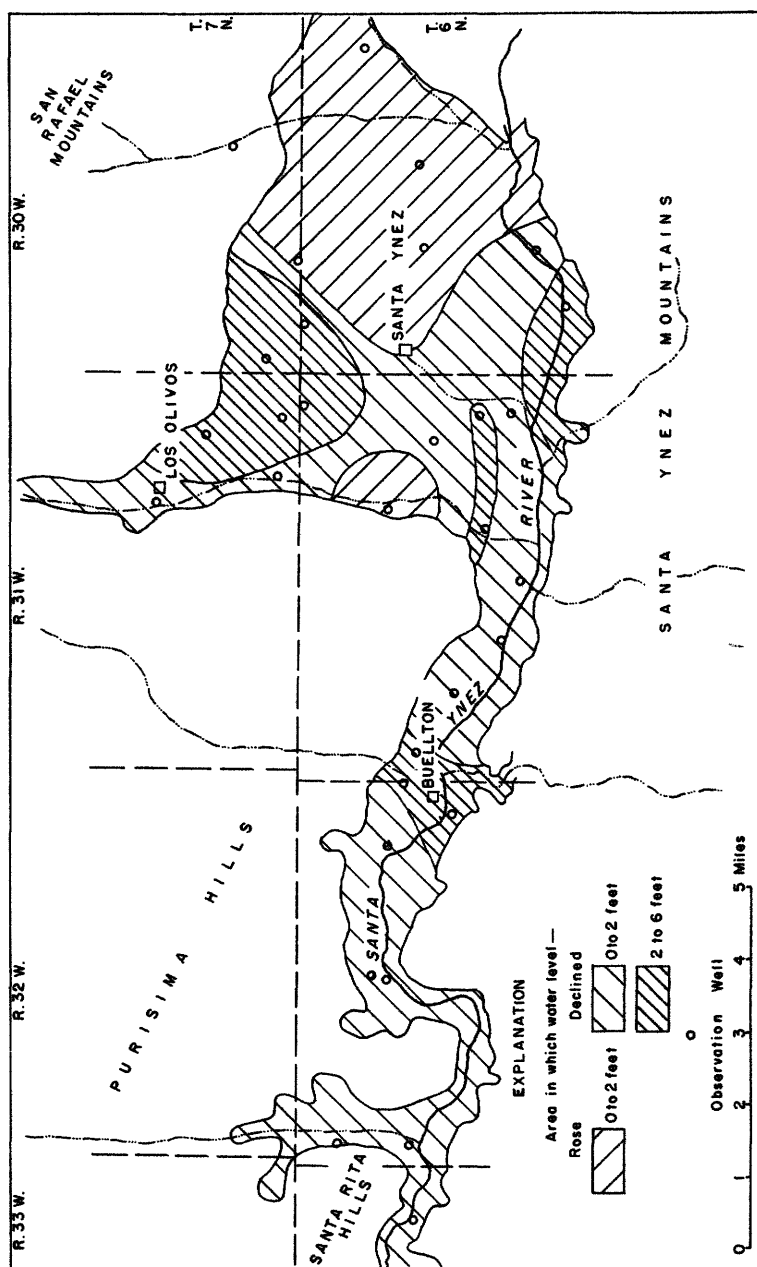 R. 33 W.
R. 32 W.
R. 31 W.
R. 30 W.
T.
7
N.
T.
6
N.
SAN
RAFAEL
MOUNTAINS
PURISIMA HILLS
LOS OLIVOS
SANTA YNEZ
SANTA RITA
HILLS
SANTA
YNEZ
RIVER
BUELLTON
SANTA YNEZ MOUNTAINS
EXPLANATION
Area in which water level—
Rose
Declined
0 to 2 feet
0 to 2 feet
2 to 6 feet
Observation Well
0 1 2 3 4 5 Miles